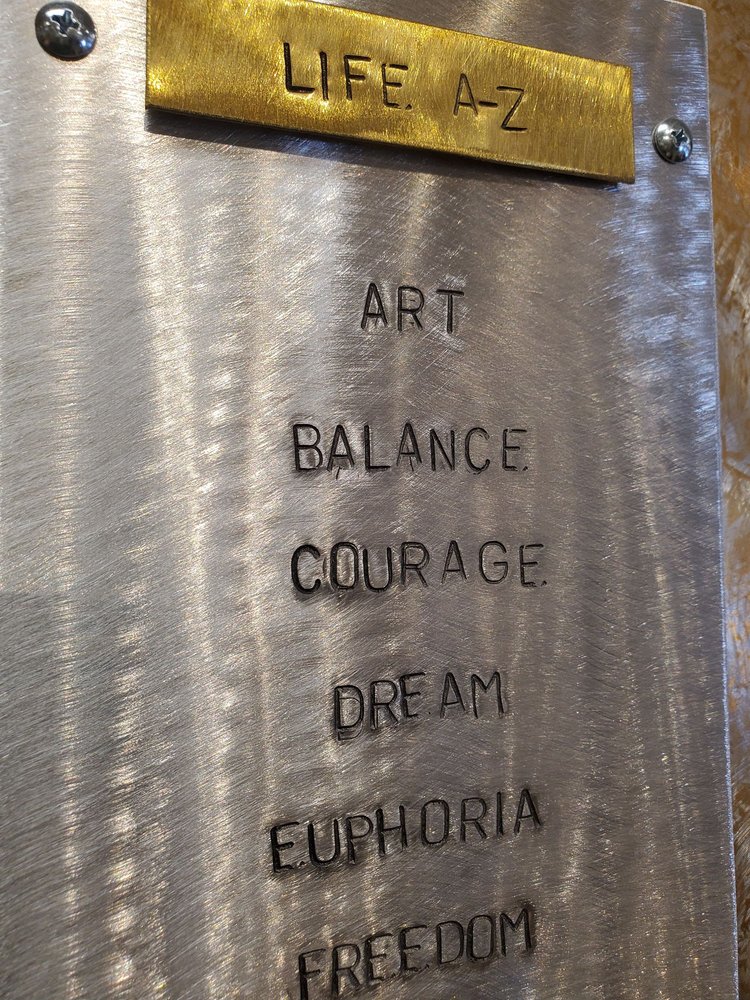 LIFE. A-Z
ART
BALANCE.
COURAGE.
DREAM
EUPHORIA
FREEDOM